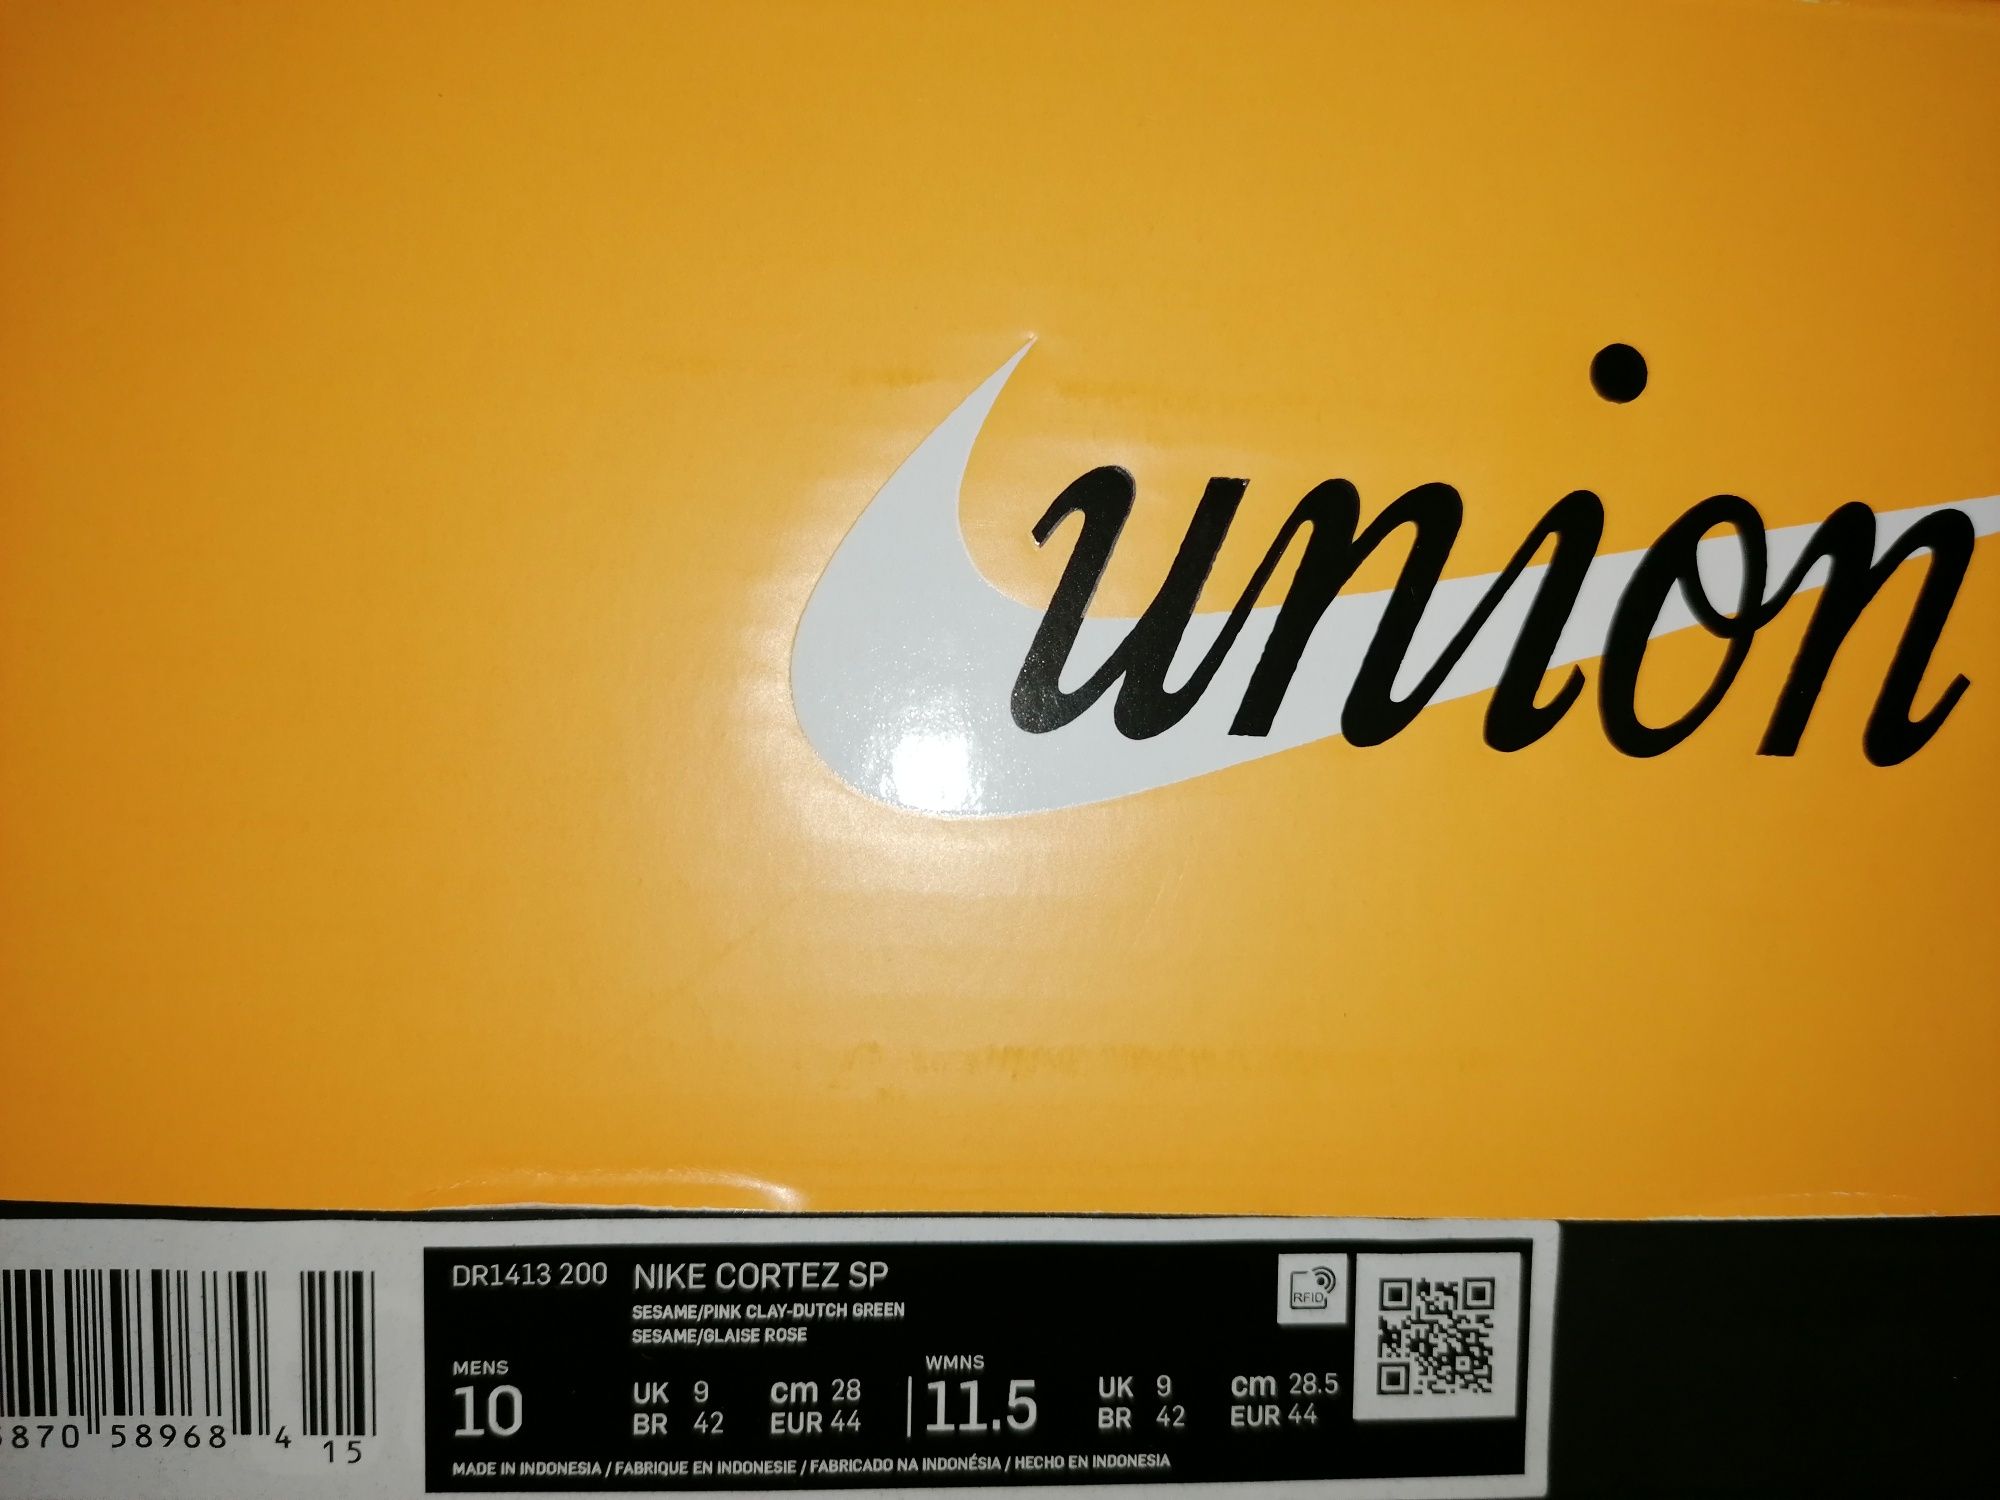 union
DR1413 200 NIKE CORTEZ SP
SESAME/PINK CLAY-DUTCH GREEN
SESAME/GLAISE ROSE
RFID
MENS
10
UK 9 cm 28
BR 42 EUR 44
WMNS
11.5
UK 9 cm 28.5
BR 42 EUR 44
MADE IN INDONESIA / FABRIQUE EN INDONESIE / FABRICADO NA INDONÉSIA / HECHO EN INDONESIA
870 58968 4 15